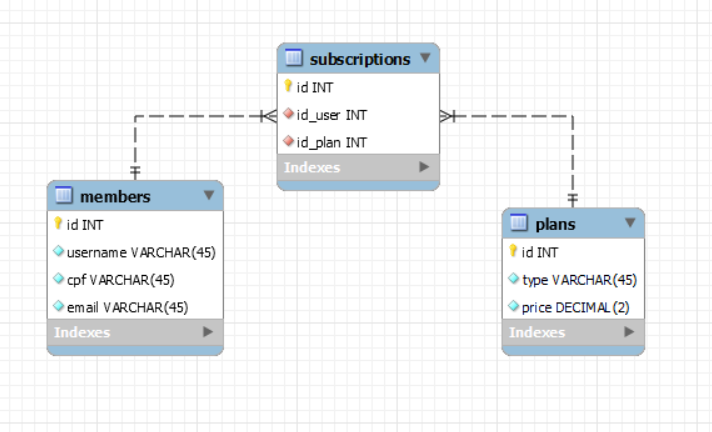 subscriptions
id INT
id_user INT
id_plan INT
Indexes
members
id INT
username VARCHAR(45)
cpf VARCHAR(45)
email VARCHAR(45)
Indexes
plans
id INT
type VARCHAR(45)
price DECIMAL(2)
Indexes